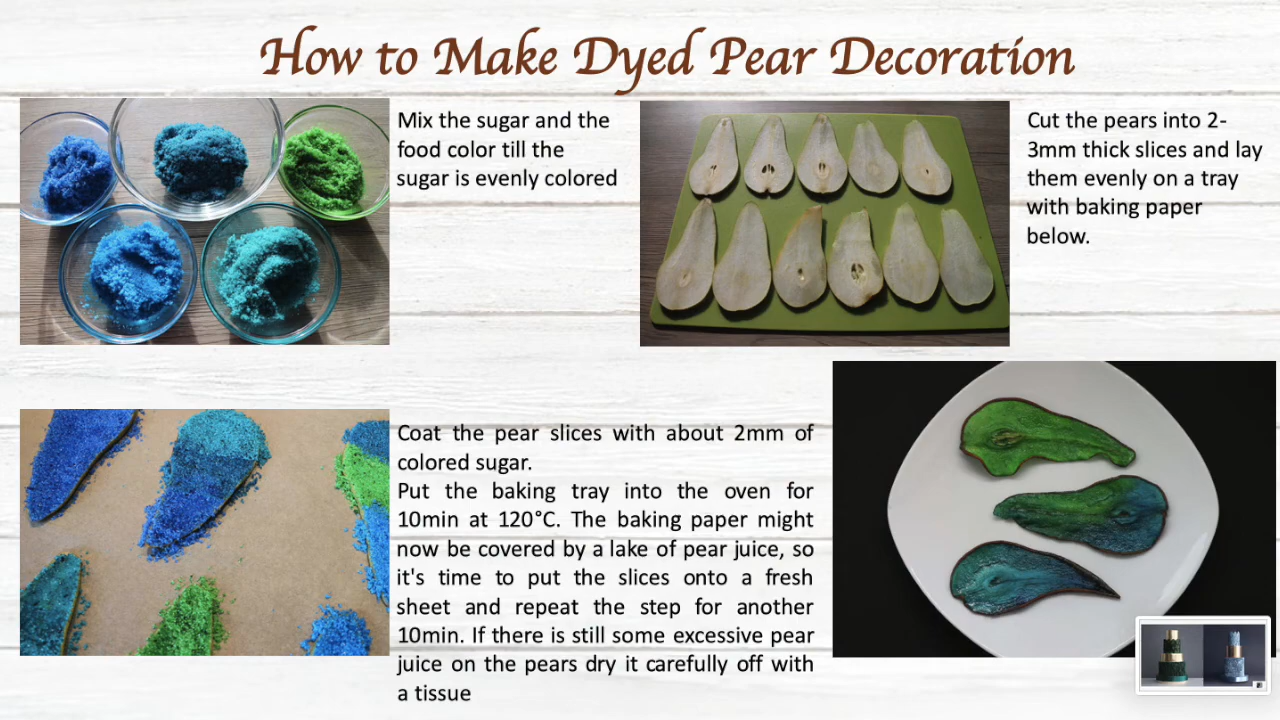 How to Make Dyed Pear Decoration
Mix the sugar and the
food color till the
sugar is evenly colored
Cut the pears into 2-
3mm thick slices and lay
them evenly on a tray
with baking paper
below.
Coat the pear slices with about 2mm of
colored sugar.
Put the baking tray into the oven for
10min at 120°C. The baking paper might
now be covered by a lake of pear juice, so
it's time to put the slices onto a fresh
sheet and repeat the step for another
10min. If there is still some excessive pear
juice on the pears dry it carefully off with
a tissue